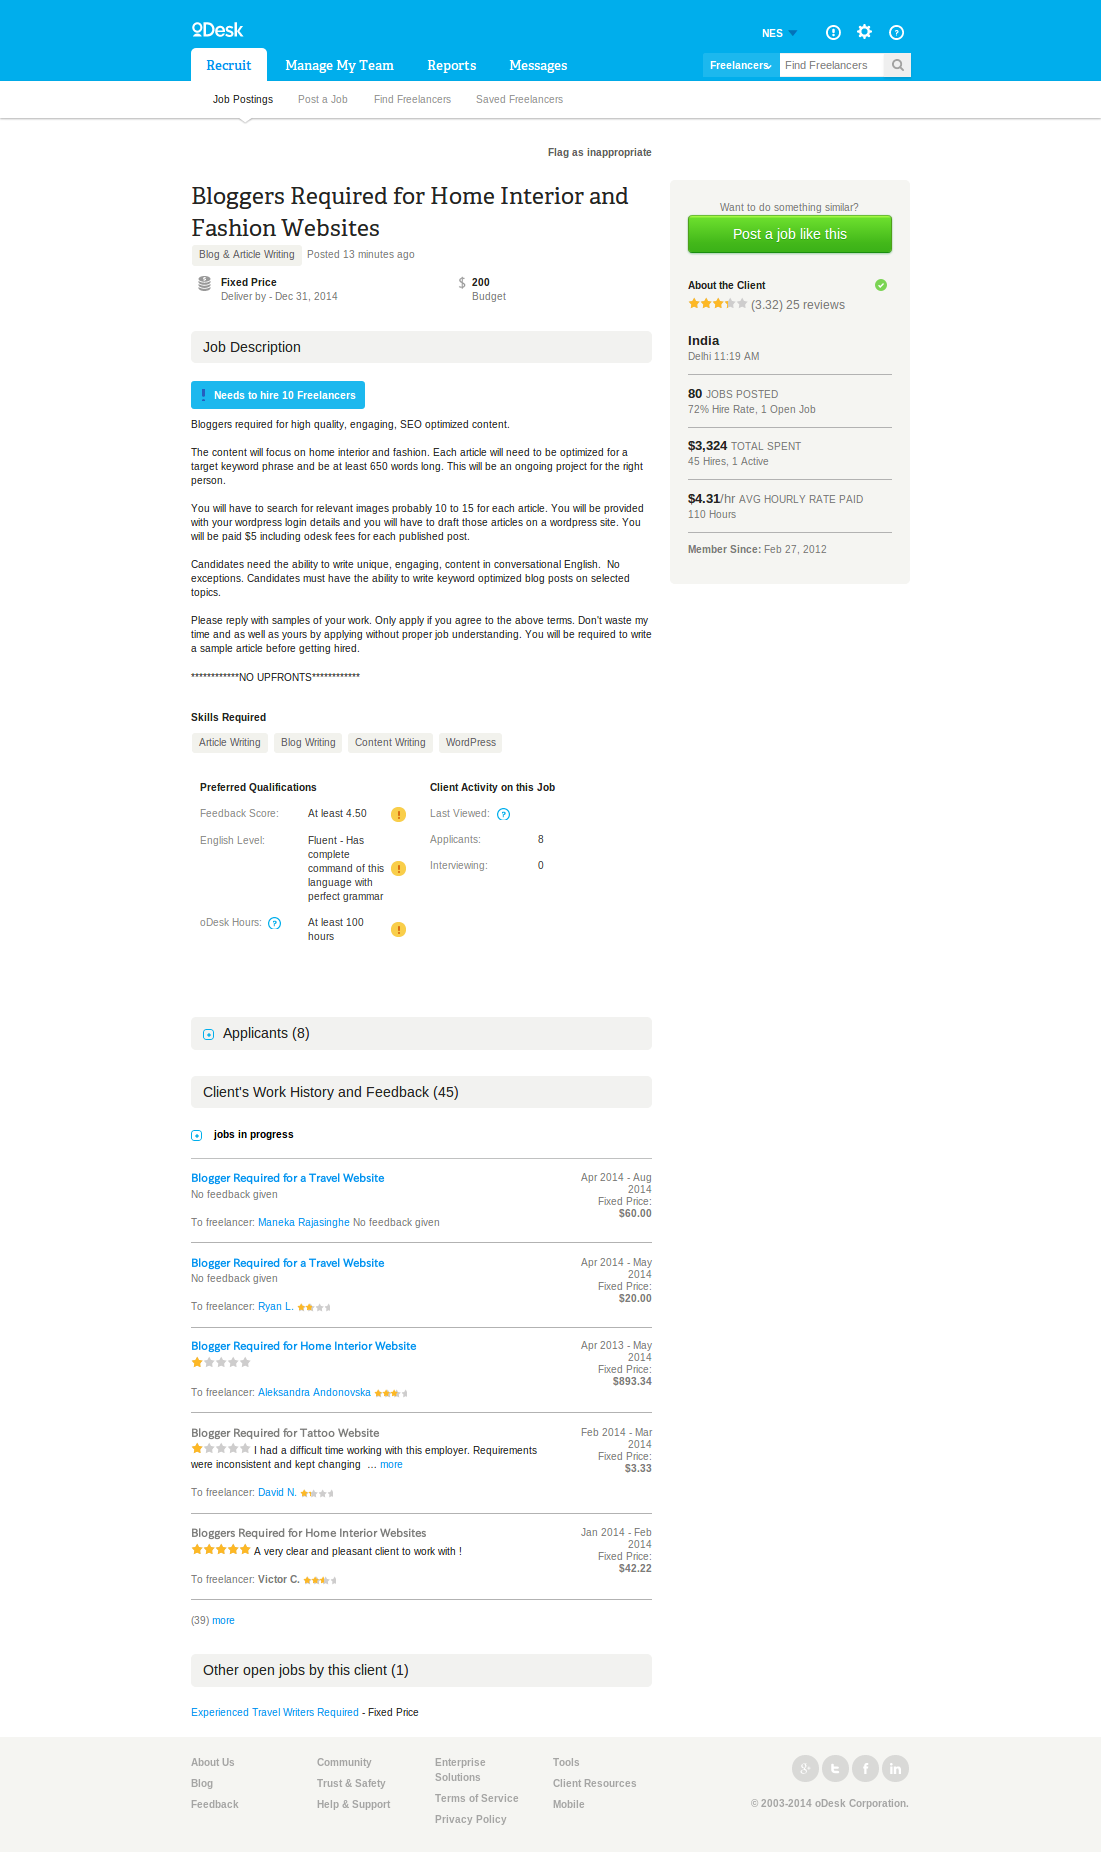 oDesk
NES
Recruit
Manage My Team
Reports
Messages
Freelancers
Find Freelancers
Job Postings
Post a Job
Find Freelancers
Saved Freelancers
Flag as inappropriate
Bloggers Required for Home Interior and
Fashion Websites
Blog & Article Writing
Posted 13 minutes ago
Fixed Price
Deliver by - Dec 31, 2014
$ 200
Budget
Job Description
! Needs to hire 10 Freelancers
Bloggers required for high quality, engaging, SEO optimized content.
The content will focus on home interior and fashion. Each article will need to be optimized for a
target keyword phrase and be at least 650 words long. This will be an ongoing project for the right
person.
You will have to search for relevant images probably 10 to 15 for each article. You will be provided
with your wordpress login details and you will have to draft those articles on a wordpress site. You
will be paid $5 including odesk fees for each published post.
Candidates need the ability to write unique, engaging, content in conversational English.  No
exceptions. Candidates must have the ability to write keyword optimized blog posts on selected
topics.
Please reply with samples of your work. Only apply if you agree to the above terms. Don't waste my
time and as well as yours by applying without proper job understanding. You will be required to write
a sample article before getting hired.
************NO UPFRONTS************
Skills Required
Article Writing
Blog Writing
Content Writing
WordPress
Preferred Qualifications
Feedback Score:
At least 4.50
English Level:
Fluent - Has
complete
command of this
language with
perfect grammar
oDesk Hours:
At least 100
hours
Client Activity on this Job
Last Viewed:
Applicants:
8
Interviewing:
0
Applicants (8)
Client's Work History and Feedback (45)
jobs in progress
Blogger Required for a Travel Website
No feedback given
To freelancer: Maneka Rajasinghe No feedback given
Apr 2014 - Aug
2014
Fixed Price:
$60.00
Blogger Required for a Travel Website
No feedback given
To freelancer: Ryan L.
Apr 2014 - May
2014
Fixed Price:
$20.00
Blogger Required for Home Interior Website
To freelancer: Aleksandra Andonovska
Apr 2013 - May
2014
Fixed Price:
$893.34
Blogger Required for Tattoo Website
I had a difficult time working with this employer. Requirements
were inconsistent and kept changing  ... more
To freelancer: David N.
Feb 2014 - Mar
2014
Fixed Price:
$3.33
Bloggers Required for Home Interior Websites
A very clear and pleasant client to work with !
To freelancer: Victor C.
Jan 2014 - Feb
2014
Fixed Price:
$42.22
(39) more
Other open jobs by this client (1)
Experienced Travel Writers Required - Fixed Price
Want to do something similar?
Post a job like this
About the Client
(3.32) 25 reviews
India
Delhi 11:19 AM
80 JOBS POSTED
72% Hire Rate, 1 Open Job
$3,324 TOTAL SPENT
45 Hires, 1 Active
$4.31/hr AVG HOURLY RATE PAID
110 Hours
Member Since: Feb 27, 2012
About Us
Blog
Feedback
Community
Trust & Safety
Help & Support
Enterprise
Solutions
Terms of Service
Privacy Policy
Tools
Client Resources
Mobile
© 2003-2014 oDesk Corporation.